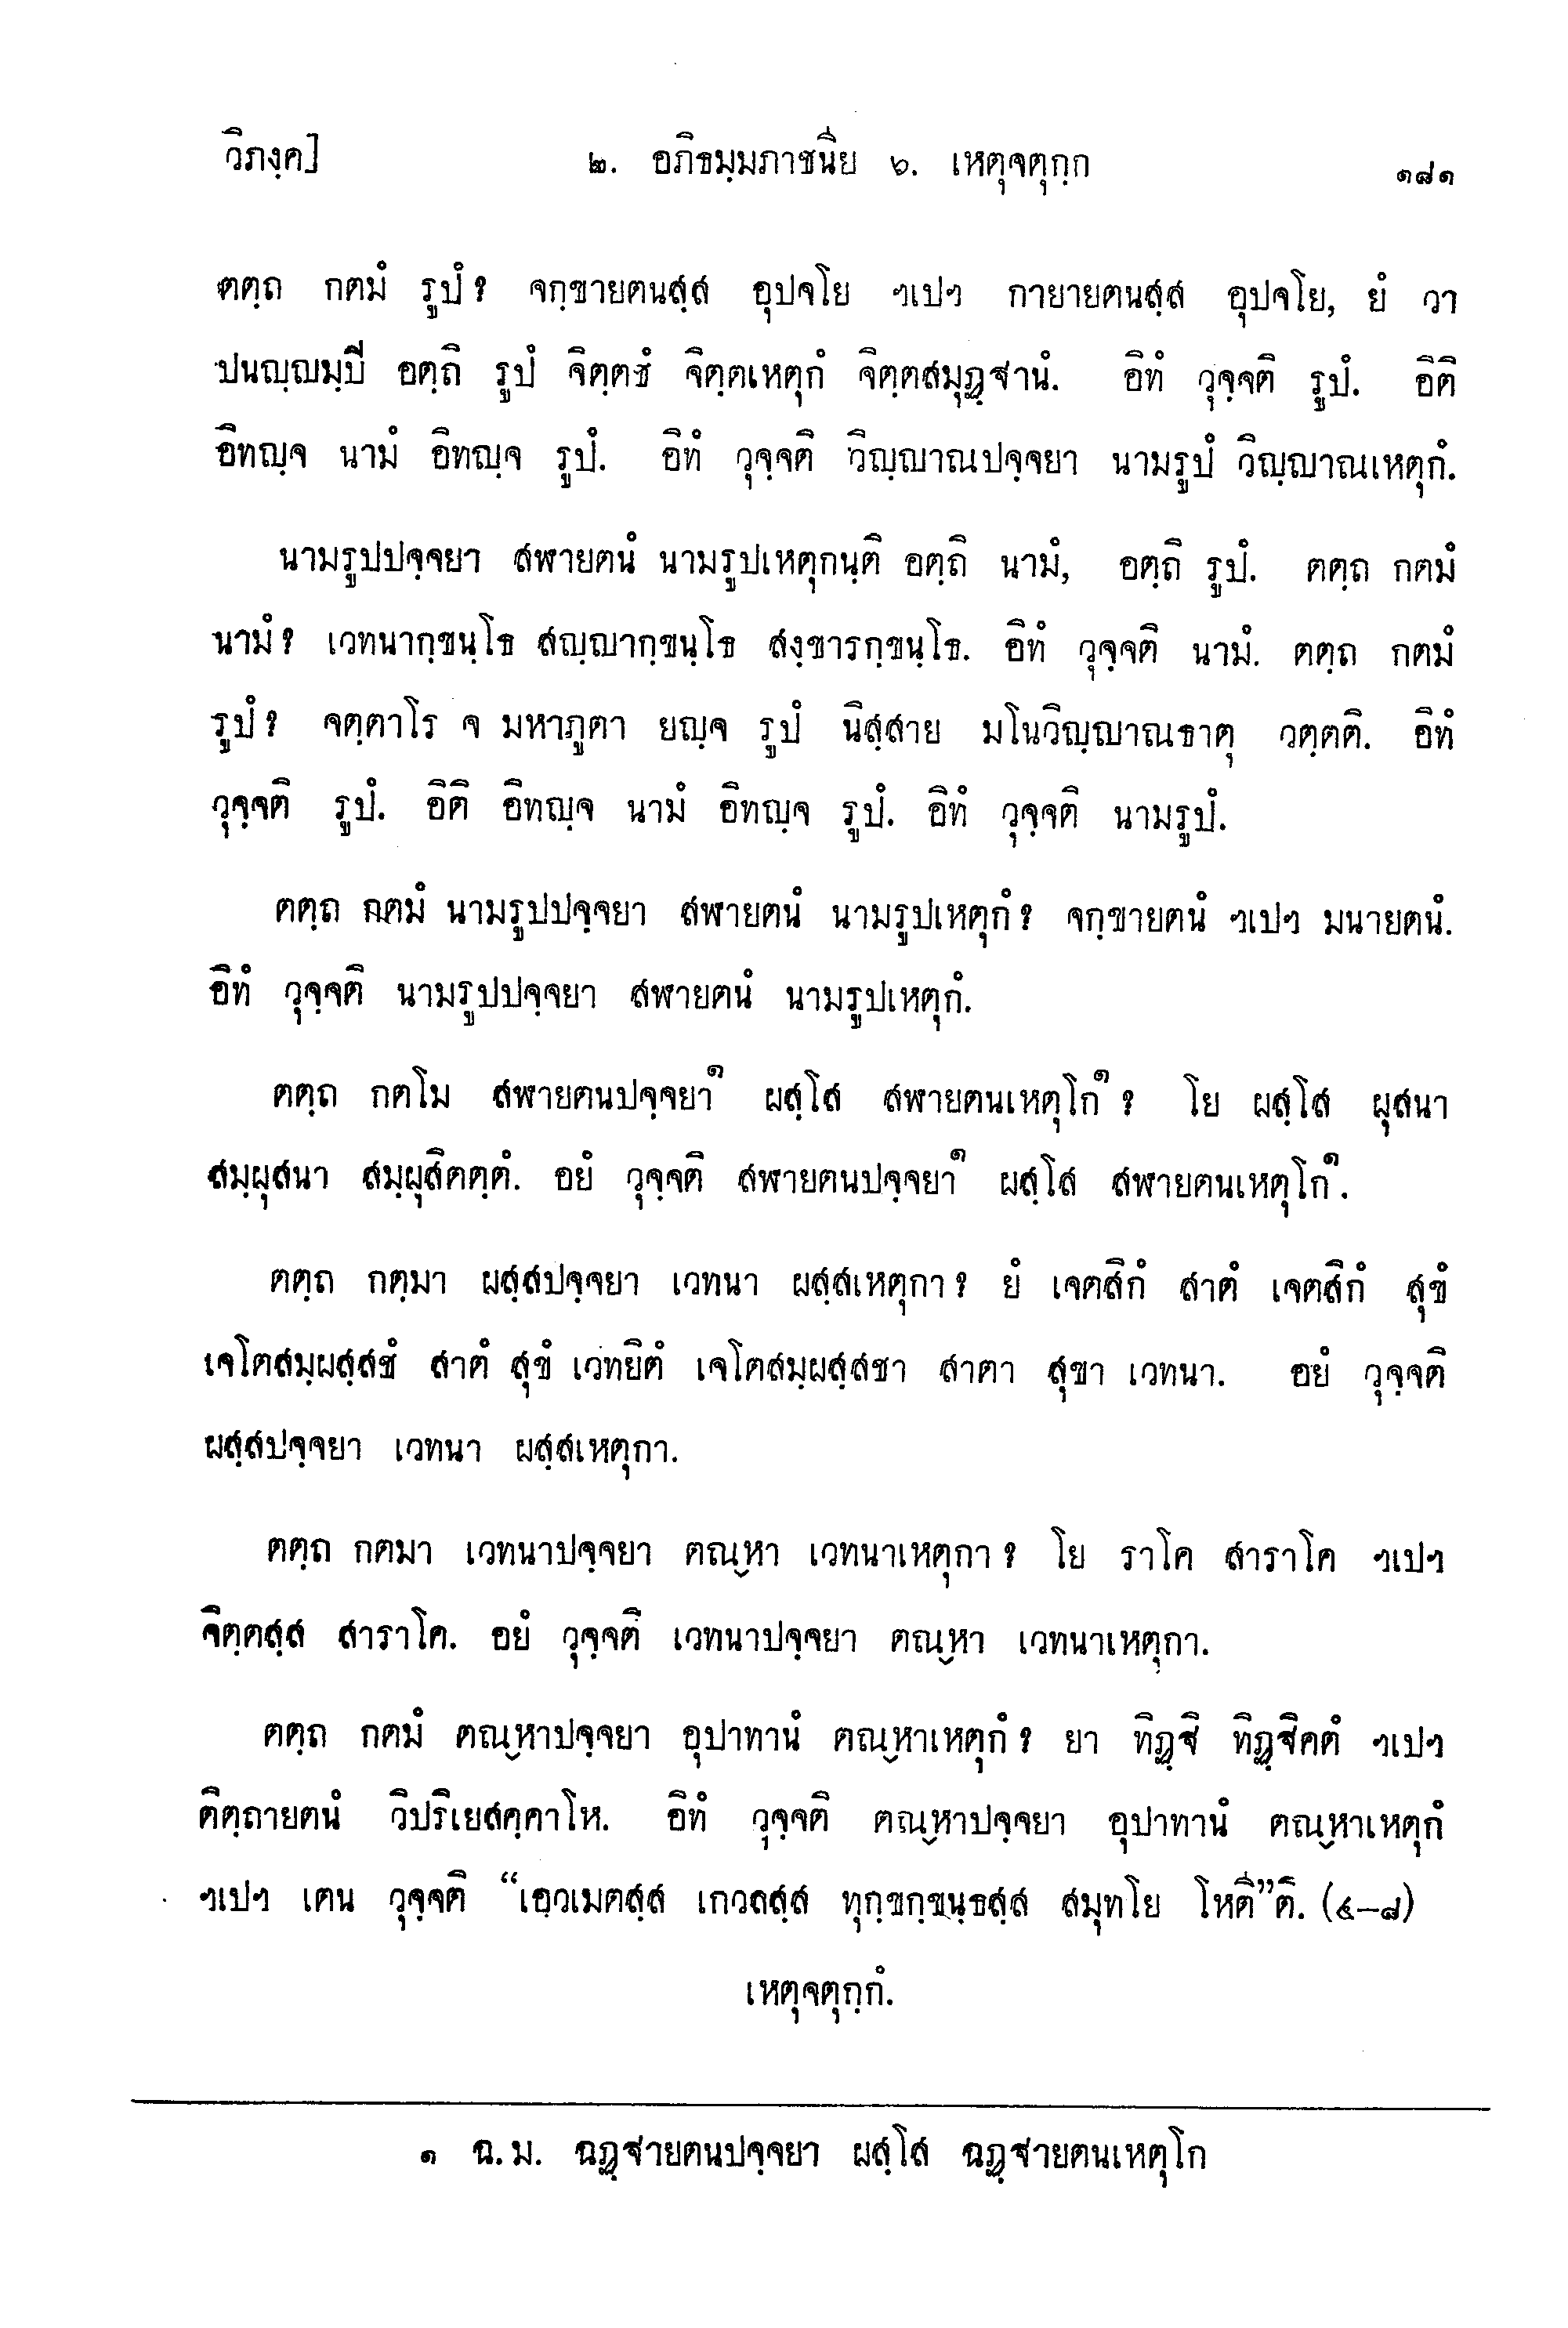 วิภงฺค]
๒. อภิธมฺมภาชนีย ๖. เหตุจตุกฺก
๑๘๑
ตตฺถ กตมํ รูปํ? จกฺขายตนสฺส อุปจโย ฯเปฯ กายายตนสฺส อุปจโย, ยํ วา
ปนญฺญมฺปิ อตฺถิ รูปํ จิตฺตชํ จิตฺตเหตุกํ จิตฺตสมุฏฺฐานํ. อิทํ วุจฺจติ รูปํ. อิติ
อิทญฺจ นามํ อิทญฺจ รูปํ. อิทํ วุจฺจติ วิญฺญาณปจฺจยา นามรูปํ วิญฺญาณเหตุกํ.
นามรูปปจฺจยา สฬายตนํ นามรูปเหตุกนฺติ อตฺถิ นามํ, อตฺถิ รูปํ. ตตฺถ กตมํ
นามํ? เวทนากฺขนฺโธ สญฺญากฺขนฺโธ สงฺขารกฺขนฺโธ. อิทํ วุจฺจติ นามํ. ตตฺถ กตมํ
รูปํ? จตฺตาโร จ มหาภูตา ยญฺจ รูปํ นิสฺสาย มโนวิญฺญาณธาตุ วตฺตติ. อิทํ
วุจฺจติ รูปํ. อิติ อิทญฺจ นามํ อิทญฺจ รูปํ. อิทํ วุจฺจติ นามรูปํ.
ตตฺถ กตมํ นามรูปปจฺจยา สฬายตนํ นามรูปเหตุกํ? จกฺขายตนํ ฯเปฯ มนายตนํ.
อิทํ วุจฺจติ นามรูปปจฺจยา สฬายตนํ นามรูปเหตุกํ.
ตตฺถ กตโม สฬายตนปจฺจยา๑ ผสฺโส สฬายตนเหตุโก๑? โย ผสฺโส ผุสนา
สมฺผุสนา สมฺผุสิตตฺตํ. อยํ วุจฺจติ สฬายตนปจฺจยา๑ ผสฺโส สฬายตนเหตุโก๑.
ตตฺถ กตฺมา ผสฺสปจฺจยา เวทนา ผสฺสเหตุกา? ยํ เจตสิกํ สาตํ เจตสิกํ สุขํ
เจโตสมฺผสฺสชํ สาตํ สุขํ เวทยิตํ เจโตสมฺผสฺสชา สาตา สุขา เวทนา. อยํ วุจฺจติ
ผสฺสปจฺจยา เวทนา ผสฺสเหตุกา.
ตตฺถ กตมา เวทนาปจฺจยา ตณฺหา เวทนาเหตุกา? โย ราโค สาราโค ฯเปฯ
จิตฺตสฺส สาราโค. อยํ วุจฺจติ เวทนาปจฺจยา ตณฺหา เวทนาเหตุกา.
ตตฺถ กตมํ ตณฺหาปจฺจยา อุปาทานํ ตณฺหาเหตุกํ? ยา ทิฏฺฐิ ทิฏฺฐิคตํ ฯเปฯ
ติตฺถายตนํ วิปริเยสคฺคาโห. อิทํ วุจฺจติ ตณฺหาปจฺจยา อุปาทานํ ตณฺหาเหตุกํ
ฯเปฯ เตน วุจฺจติ “เอฺวเมตสฺส เกวลสฺส ทุกฺขกฺขนฺธสฺส สมุทโย โหตี”ติ. (๕-๘)
เหตุจตุกฺกํ.
๑ ฉ.ม. ฉฏฺฐายตนปจฺจยา ผสฺโส ฉฏฺฐายตนเหตุโก